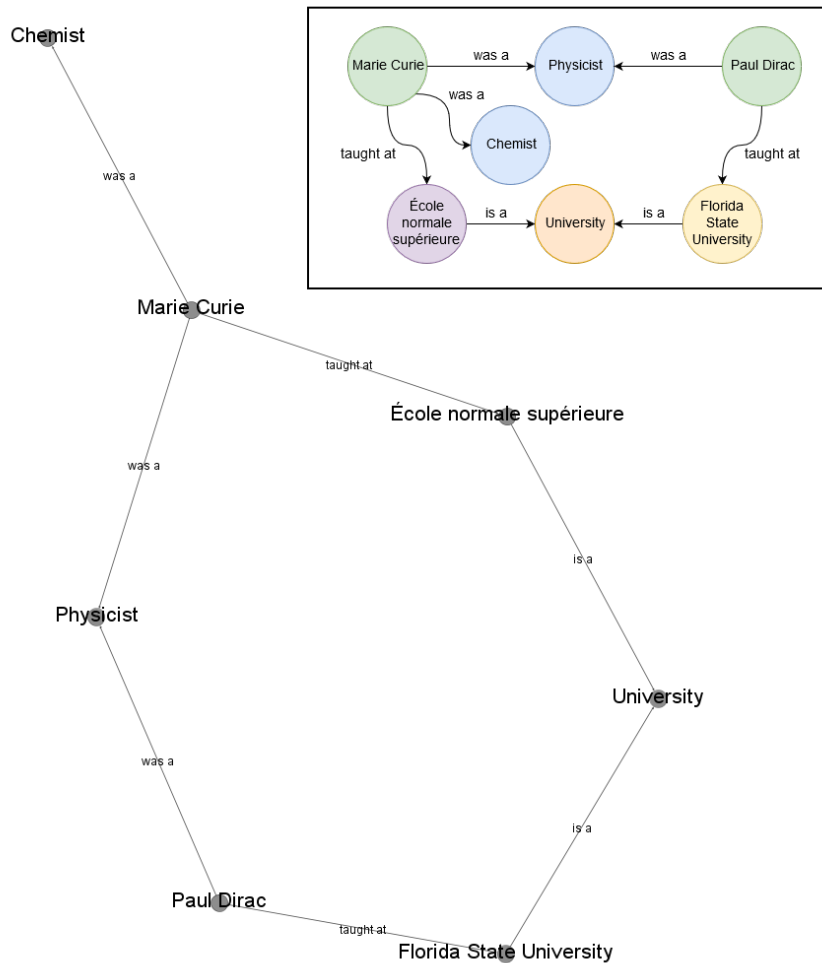 Chemist
Marie Curie
was a
Physicist
was a
Paul Dirac
was a
Chemist
taught at
taught at
École
normale
supérieure
is a
University
is a
Florida
State
University
was a
Marie Curie
taught at
École normale supérieure
was a
is a
Physicist
University
was a
is a
Paul Dirac
taught at
Florida State University